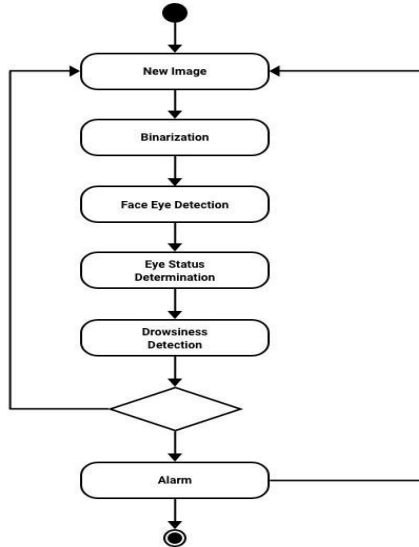 New Image
Binarization
Face Eye Detection
Eye Status
Determination
Drowsiness
Detection
Alarm